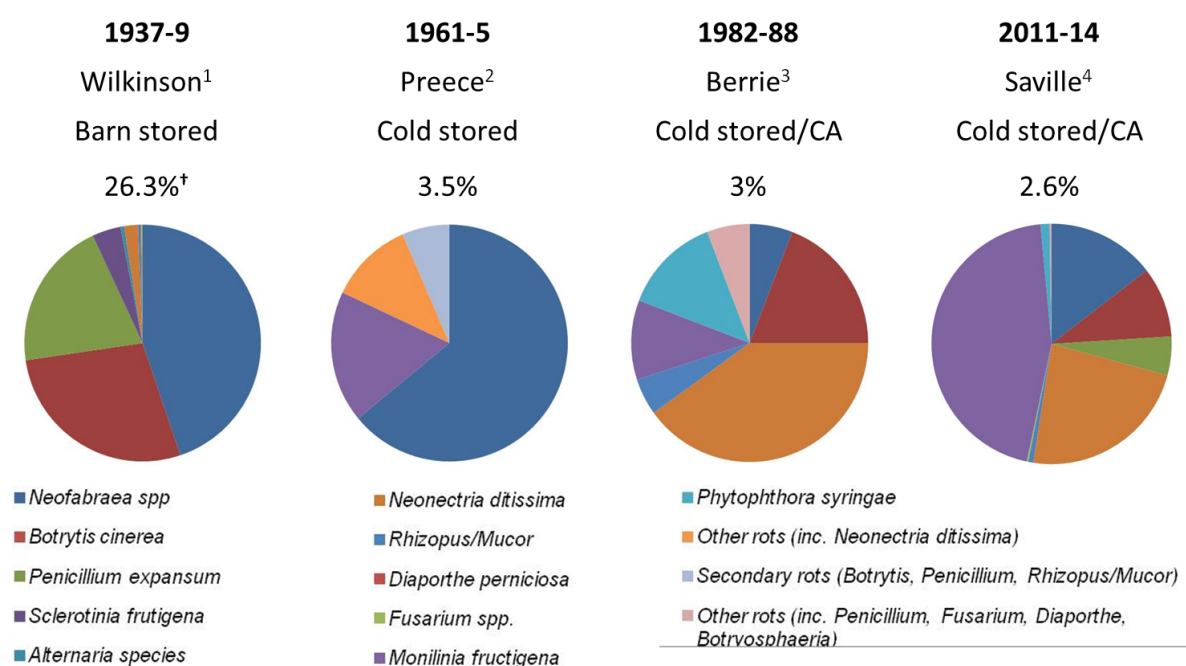 1937-9
Wilkinson¹
Barn stored
26.3%†
1961-5
Preece²
Cold stored
3.5%
1982-88
Berrie³
Cold stored/CA
3%
2011-14
Saville⁴
Cold stored/CA
2.6%
Neofabraea spp
Botrytis cinerea
Penicillium expansum
Sclerotinia frutigena
Alternaria species
Neonectria ditissima
Rhizopus/Mucor
Diaporthe perniciosa
Fusarium spp.
Monilinia fructigena
Phytophthora syringae
Other rots (inc. Neonectria ditissima)
Secondary rots (Botrytis, Penicillium, Rhizopus/Mucor)
Other rots (inc. Penicillium, Fusarium, Diaporthe,
Botryosphaeria)